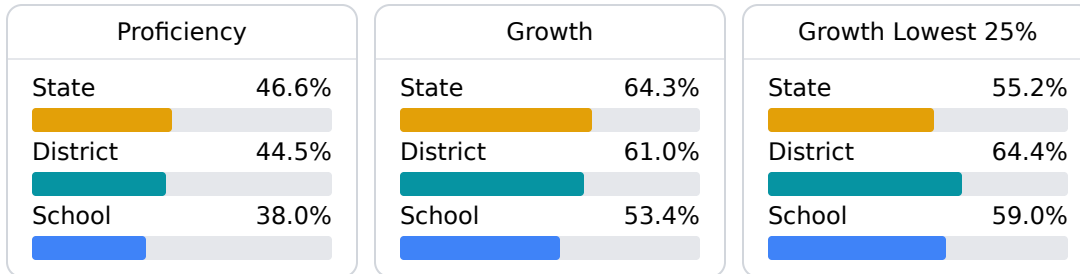 Proficiency
State 46.6%
District 44.5%
School 38.0%
Growth
State 64.3%
District 61.0%
School 53.4%
Growth Lowest 25%
State 55.2%
District 64.4%
School 59.0%